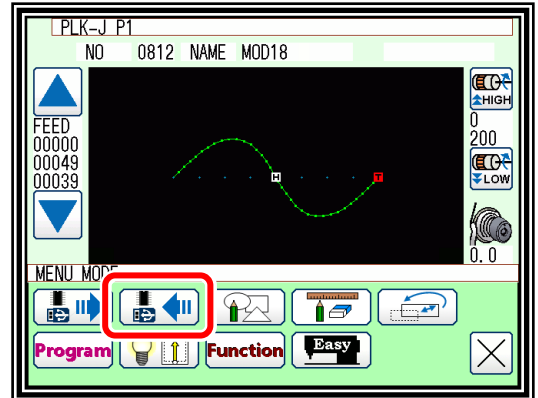 PLK-J P1
NO 0812 NAME MOD18
HIGH
FEED
00000
00049
00039
0
200
LOW
0.0
H
T
MENU MODE
Program
Function
Easy